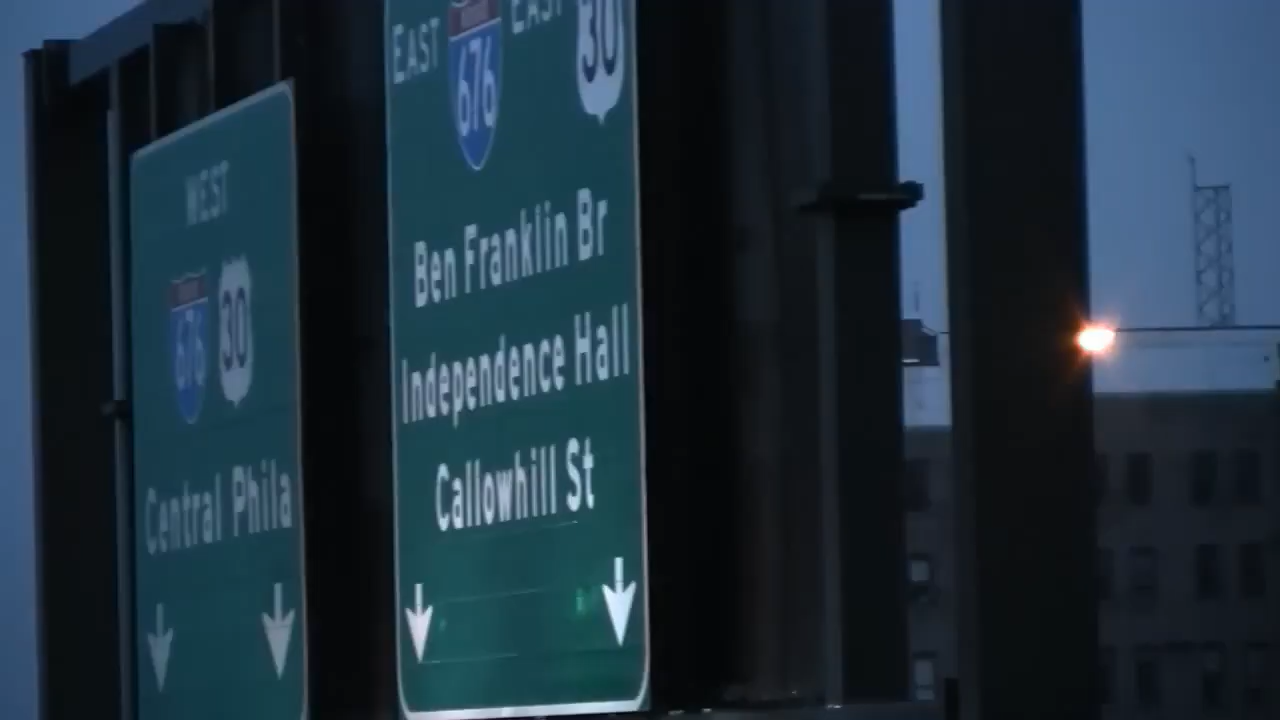 WEST
676 30
Central Phila
EAST 676 EAST 30
Ben Franklin Br
Independence Hall
Callowhill St